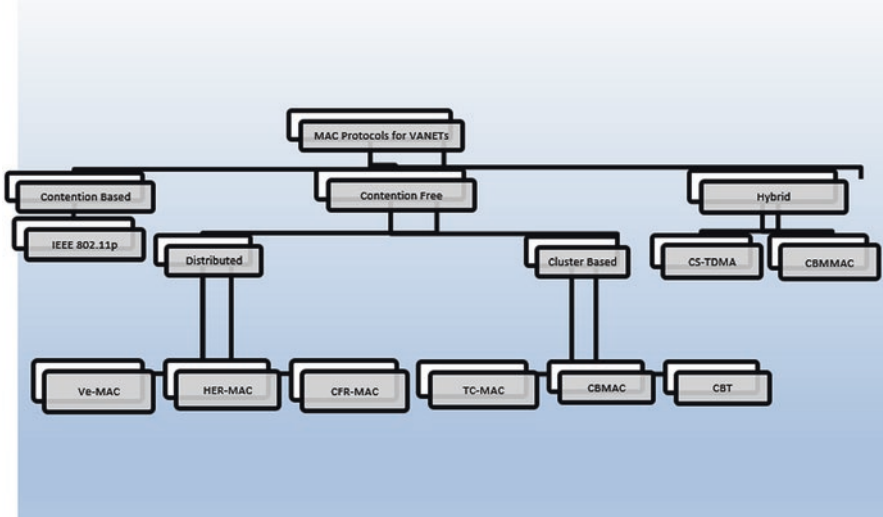 MAC Protocols for VANETs
Contention Based
Contention Free
Hybrid
IEEE 802.11p
Distributed
Cluster Based
CS-TDMA
CBMMAC
Ve-MAC
HER-MAC
CFR-MAC
TC-MAC
CBMAC
CBT